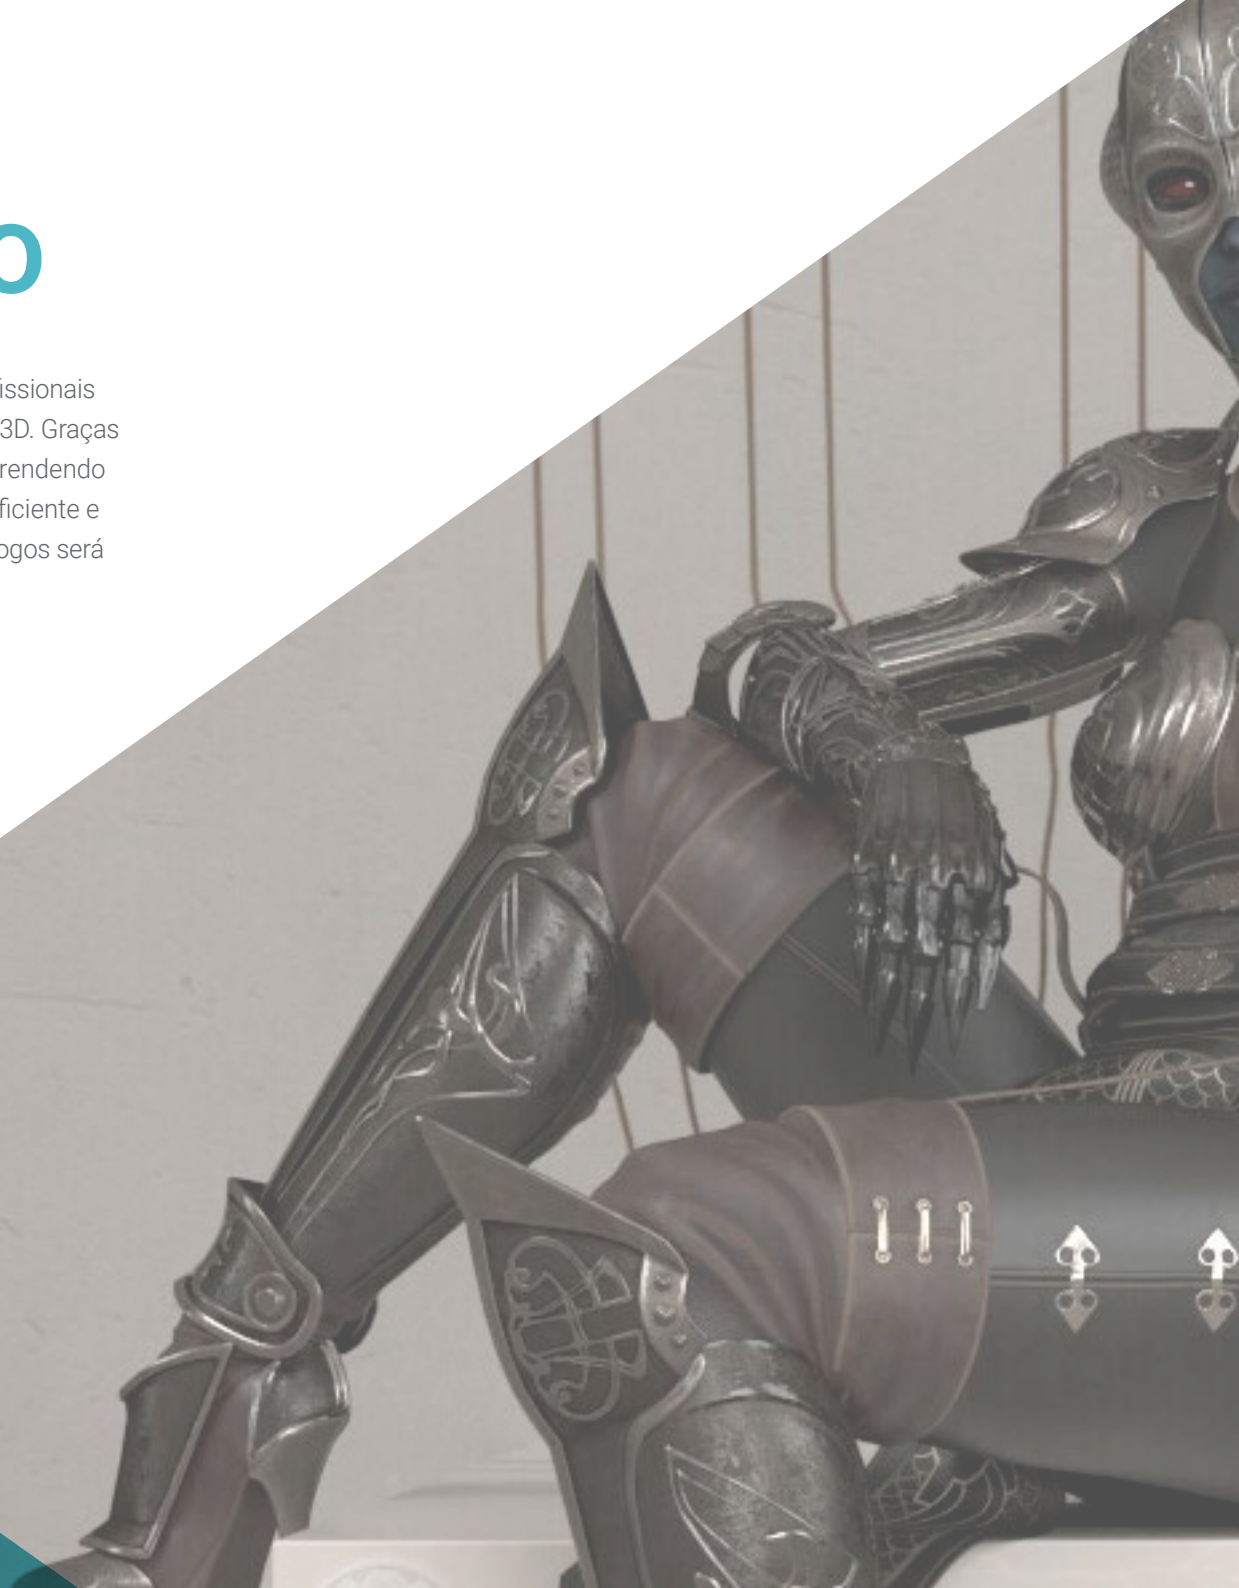 o
issionais
3D. Graças
rendendo
ficiente e
ogos será